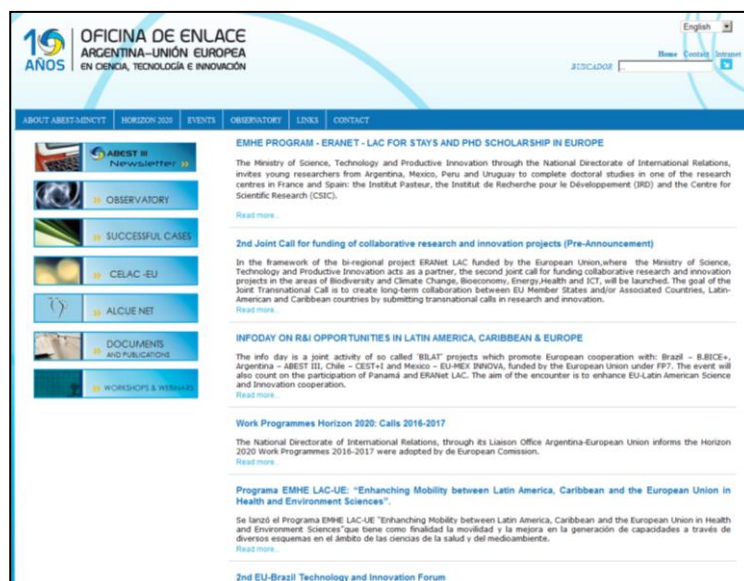 English
10 AÑOS
OFICINA DE ENLACE
ARGENTINA-UNIÓN EUROPEA
EN CIENCIA, TECNOLOGÍA E INNOVACIÓN
Home Contact Intranet
BUSCADOR ...
ABOUT ABEST-MINCYT HORIZON 2020 EVENTS OBSERVATORY LINKS CONTACT
ABEST III
Newsletter »
» OBSERVATORY
» SUCCESSFUL CASES
» CELAC -EU
» ALCUE NET
» DOCUMENTS
AND PUBLICATIONS
» WORKSHOPS & WEBINARS
EMHE PROGRAM - ERANET - LAC FOR STAYS AND PHD SCHOLARSHIP IN EUROPE
The Ministry of Science, Technology and Productive Innovation through the National Directorate of International Relations,
invites young researchers from Argentina, Mexico, Peru and Uruguay to complete doctoral studies in one of the research
centres in France and Spain: the Institut Pasteur, the Institut de Recherche pour le Développement (IRD) and the Centre for
Scientific Research (CSIC).
Read more...
2nd Joint Call for funding of collaborative research and innovation projects (Pre-Announcement)
In the framework of the bi-regional project ERANet LAC funded by the European Union,where the Ministry of Science,
Technology and Productive Innovation acts as a partner, the second joint call for funding collaborative research and innovation
projects in the areas of Biodiversity and Climate Change, Bioeconomy, Energy,Health and ICT, will be launched. The goal of the
Joint Transnational Call is to create long-term collaboration between EU Member States and/or Associated Countries, Latin-
American and Caribbean countries by submitting transnational calls in research and innovation.
Read more...
INFODAY ON R&I OPPORTUNITIES IN LATIN AMERICA, CARIBBEAN & EUROPE
The info day is a joint activity of so called 'BILAT' projects which promote European cooperation with: Brazil – B.BICE+,
Argentina – ABEST III, Chile – CEST+I and Mexico – EU-MEX INNOVA, funded by the European Union under FP7. The event will
also count on the participation of Panamá and ERANet LAC. The aim of the encounter is to enhance EU-Latin American Science
and Innovation cooperation.
Read more...
Work Programmes Horizon 2020: Calls 2016-2017
The National Directorate of International Relations, through its Liaison Office Argentina-European Union informs the Horizon
2020 Work Programmes 2016-2017 were adopted by de European Comission.
Read more...
Programa EMHE LAC-UE: “Enhanching Mobility between Latin America, Caribbean and the European Union in
Health and Environment Sciences”.
Se lanzó el Programa EMHE LAC-UE "Enhanching Mobility between Latin America, Caribbean and the European Union in Health
and Environment Sciences"que tiene como finalidad la movilidad y la mejora en la generación de capacidades a través de
diversos esquemas en el ámbito de las ciencias de la salud y del medioambiente.
Read more...
2nd EU-Brazil Technology and Innovation Forum